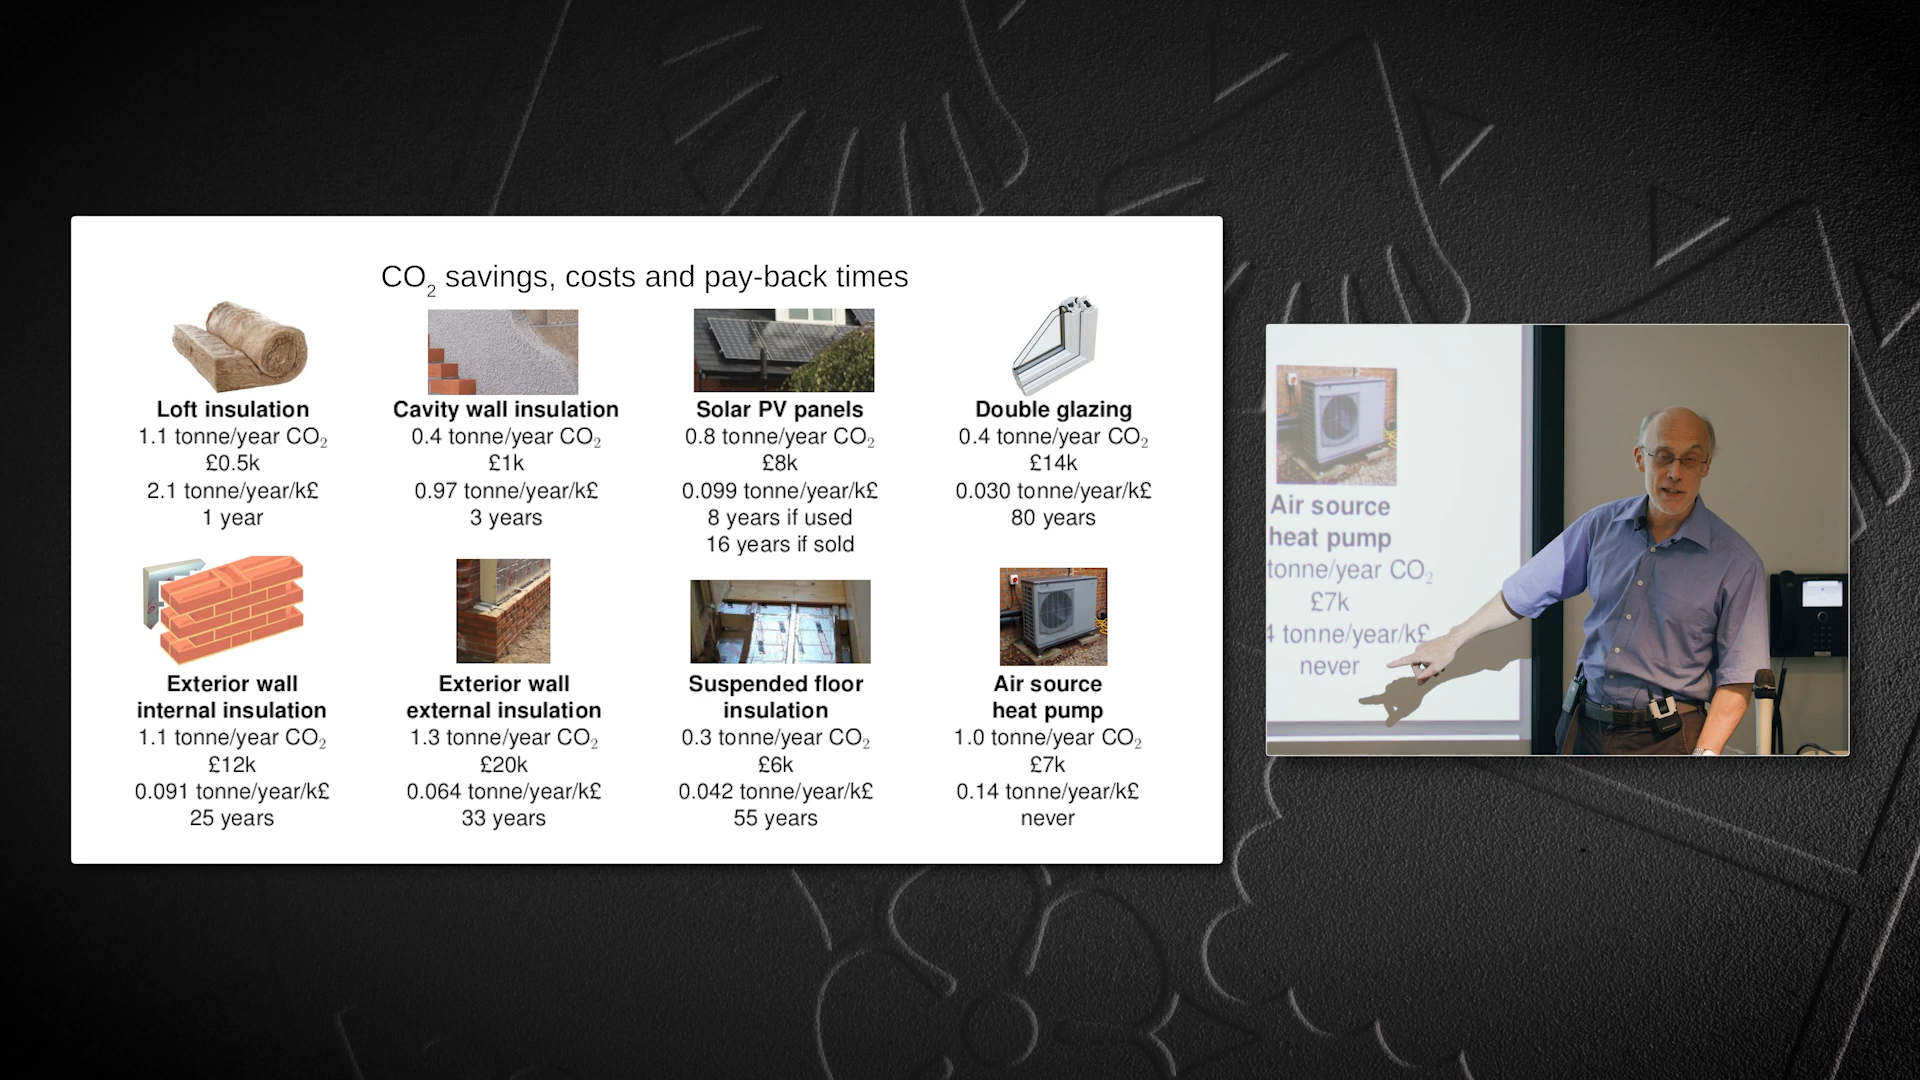 CO₂ savings, costs and pay-back times
Loft insulation
1.1 tonne/year CO₂
£0.5k
2.1 tonne/year/k£
1 year
Cavity wall insulation
0.4 tonne/year CO₂
£1k
0.97 tonne/year/k£
3 years
Solar PV panels
0.8 tonne/year CO₂
£8k
0.099 tonne/year/k£
8 years if used
16 years if sold
Double glazing
0.4 tonne/year CO₂
£14k
0.030 tonne/year/k£
80 years
Exterior wall
internal insulation
1.1 tonne/year CO₂
£12k
0.091 tonne/year/k£
25 years
Exterior wall
external insulation
1.3 tonne/year CO₂
£20k
0.064 tonne/year/k£
33 years
Suspended floor
insulation
0.3 tonne/year CO₂
£6k
0.042 tonne/year/k£
55 years
Air source
heat pump
1.0 tonne/year CO₂
£7k
0.14 tonne/year/k£
never
Air source
heat pump
tonne/year CO₂
£7k
4 tonne/year/k£
never